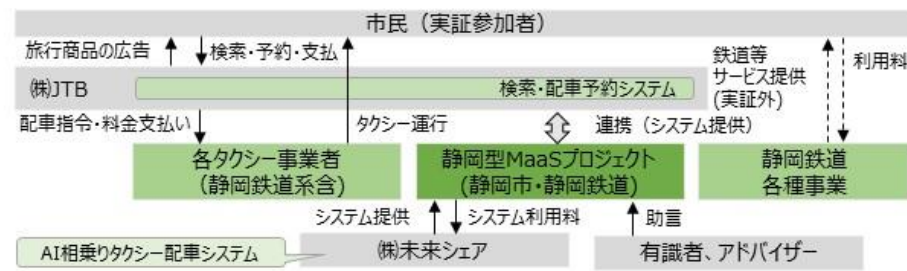 市民（実証参加者）
旅行商品の広告
検索・予約・支払
鉄道等
サービス提供
(実証外)
利用料
㈱JTB
検索・配車予約システム
配車指令・料金支払い
タクシー運行
連携（システム提供）
各タクシー事業者
（静岡鉄道系含）
静岡型MaaSプロジェクト
(静岡市・静岡鉄道）
静岡鉄道
各種事業
システム提供
システム利用料
助言
AI相乗りタクシー配車システム
㈱未来シェア
有識者、アドバイザー